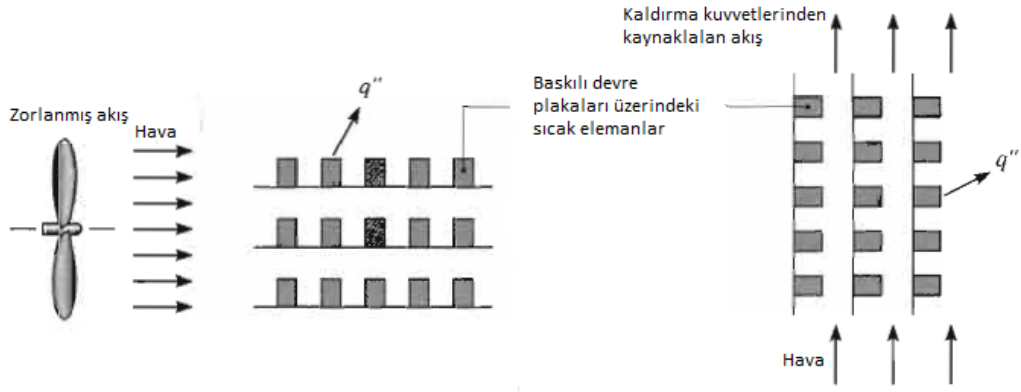 Zorlanmış akış
Hava
q"
Baskılı devre
plakaları üzerindeki
sıcak elemanlar
Kaldırma kuvvetlerinden
kaynaklalan akış
q"
Hava